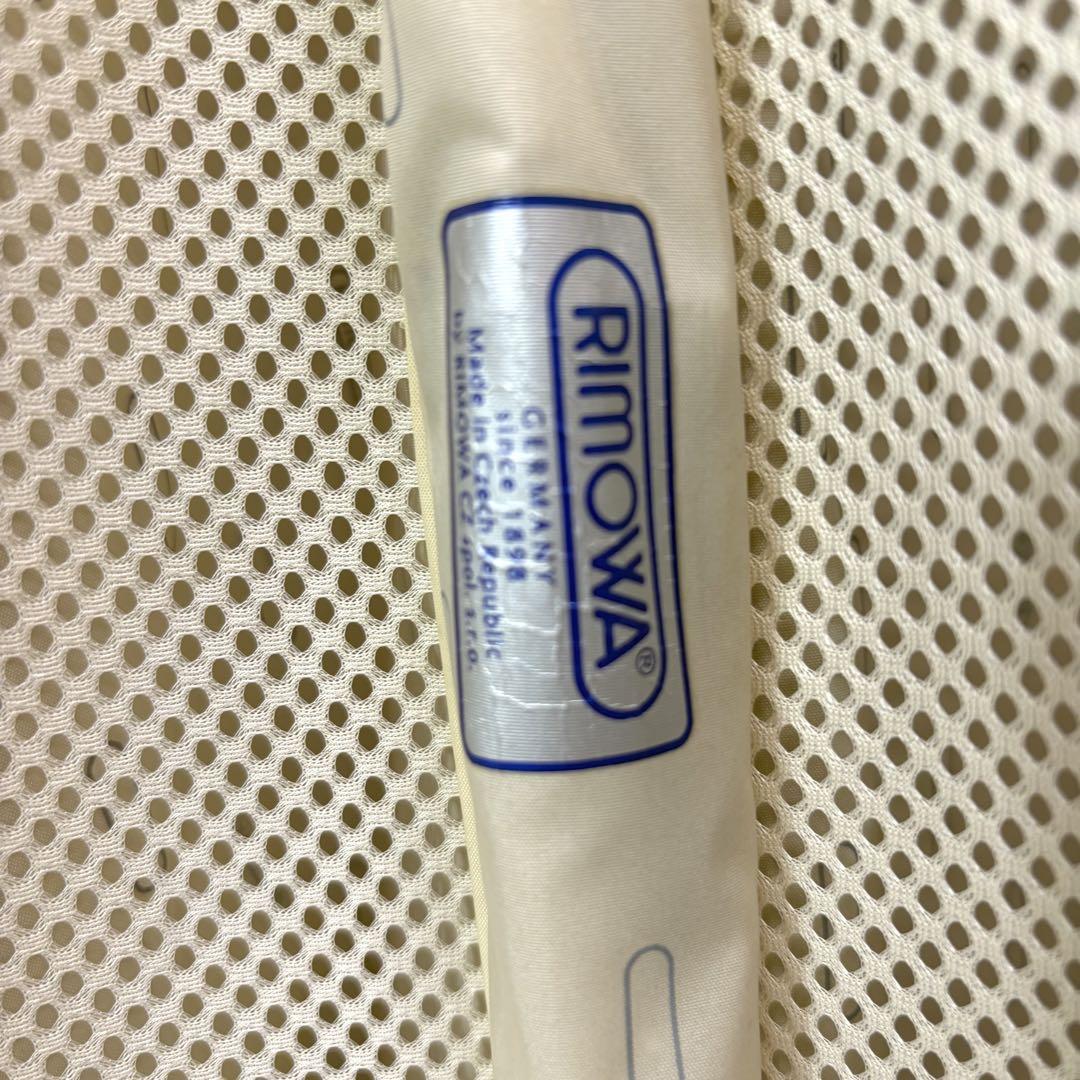 RIMOWA®
GERMANY
since 1898
Made in Czech Republic
by RIMOWA CZ spol. s.r.o.